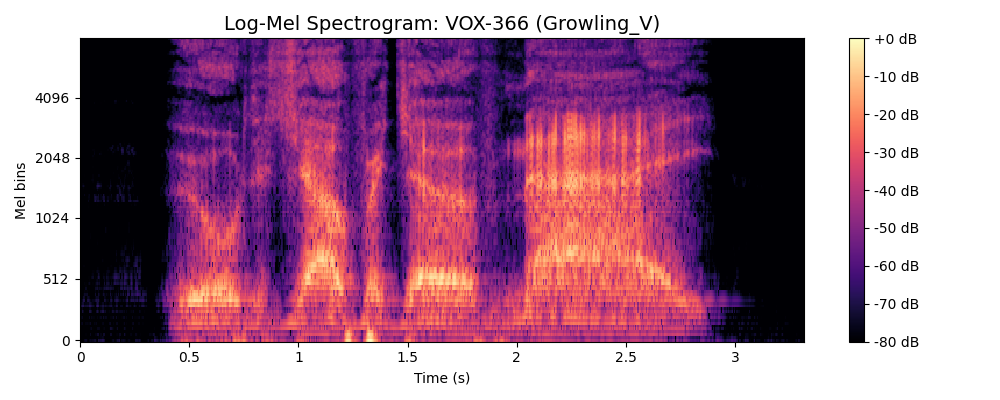 Log-Mel Spectrogram: VOX-366 (Growling_V)
Mel bins
4096
2048
1024
512
0
0
0.5
1
1.5
2
2.5
3
Time (s)
+0 dB
-10 dB
-20 dB
-30 dB
-40 dB
-50 dB
-60 dB
-70 dB
-80 dB